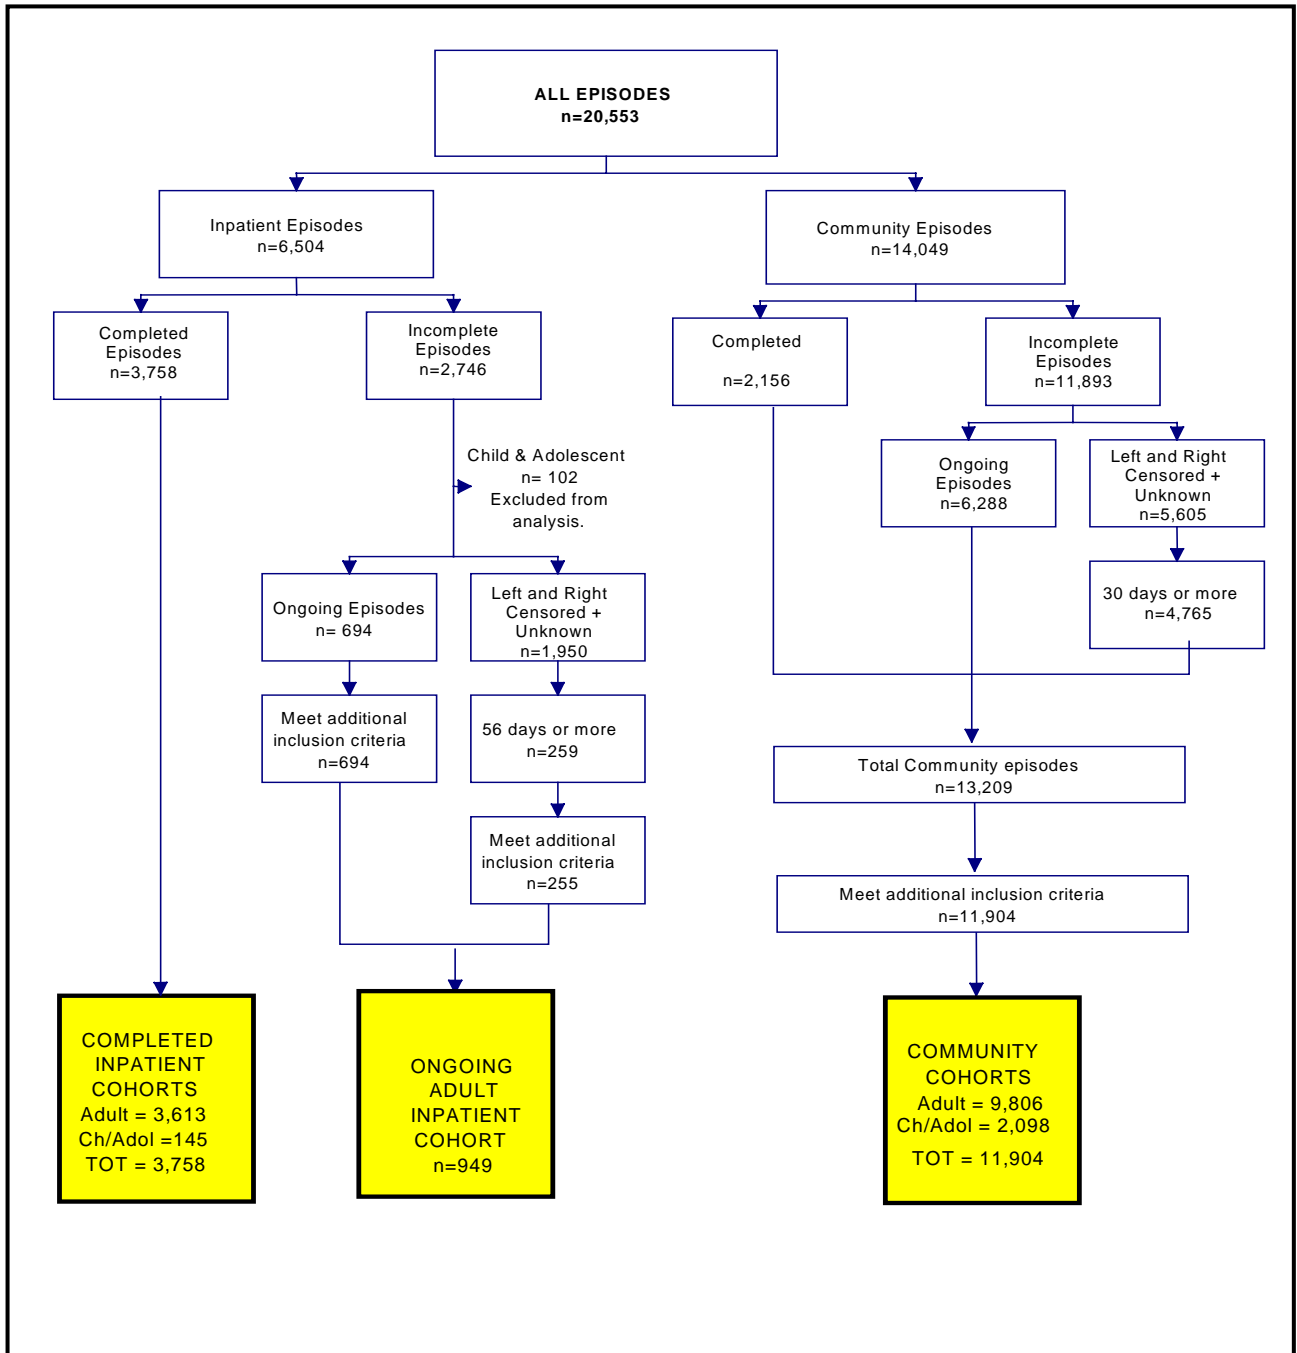 ALL EPISODES
n=20,553
Inpatient Episodes
n=6,504
Community Episodes
n=14,049
Completed
Episodes
n=3,758
Incomplete
Episodes
n=2,746
Completed
n=2,156
Incomplete
Episodes
n=11,893
Child & Adolescent
n= 102
Excluded from
analysis.
Ongoing
Episodes
n=6,288
Left and Right
Censored +
Unknown
n=5,605
Ongoing Episodes
n= 694
Left and Right
Censored +
Unknown
n=1,950
30 days or more
n=4,765
Meet additional
inclusion criteria
n=694
56 days or more
n=259
Total Community episodes
n=13,209
Meet additional
inclusion criteria
n=255
Meet additional inclusion criteria
n=11,904
COMPLETED
INPATIENT
COHORTS
Adult = 3,613
Ch/Adol =145
TOT = 3,758
ONGOING
ADULT
INPATIENT
COHORT
n=949
COMMUNITY
COHORTS
Adult = 9,806
Ch/Adol = 2,098
TOT = 11,904